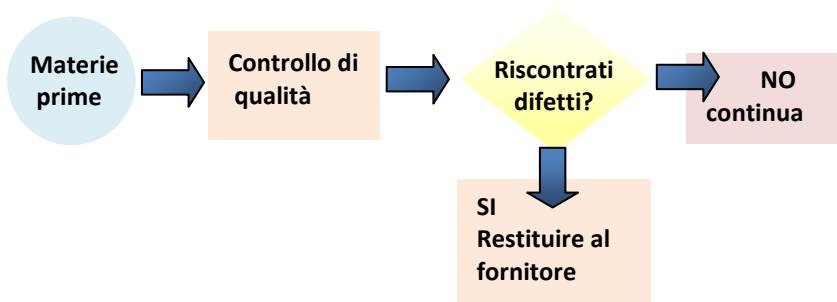 Materie
prime
Controllo di
qualità
Riscontrati
difetti?
NO
continua
SI
Restituire al
fornitore